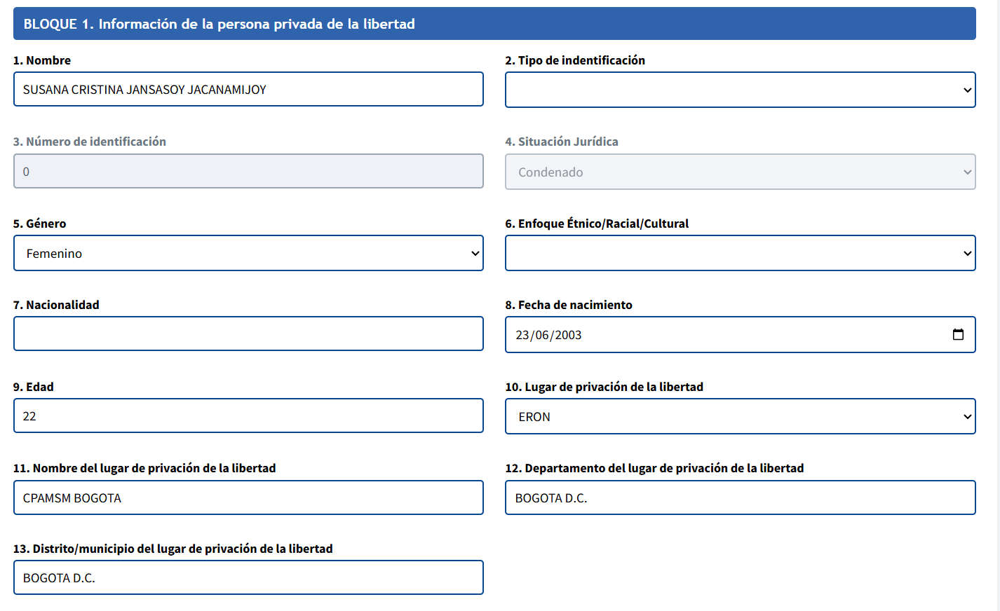 BLOQUE 1. Información de la persona privada de la libertad
1. Nombre
SUSANA CRISTINA JANSASOY JACANAMIJOY
2. Tipo de indentificación
3. Número de identificación
0
4. Situación Jurídica
Condenado
5. Género
Femenino
6. Enfoque Étnico/Racial/Cultural
7. Nacionalidad
8. Fecha de nacimiento
23/06/2003
9. Edad
22
10. Lugar de privación de la libertad
ERON
11. Nombre del lugar de privación de la libertad
CPAMSM BOGOTA
12. Departamento del lugar de privación de la libertad
BOGOTA D.C.
13. Distrito/municipio del lugar de privación de la libertad
BOGOTA D.C.